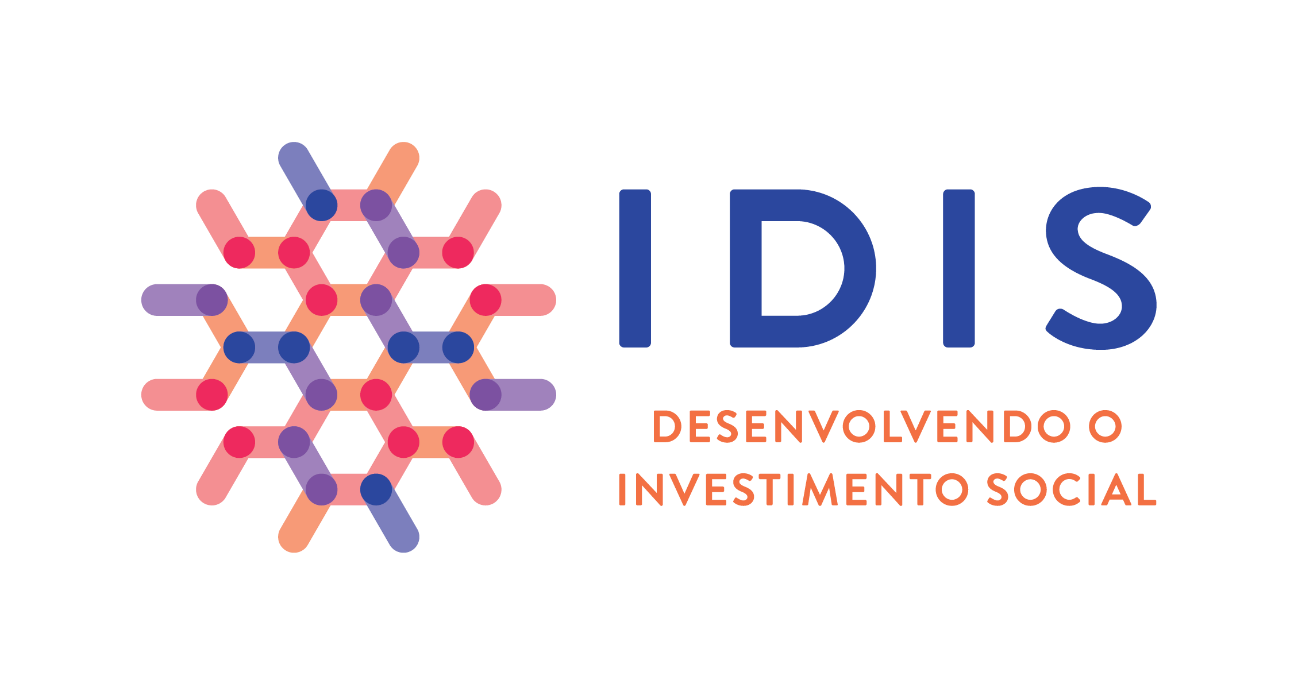 IDIS
DESENVOLVENDO O
INVESTIMENTO SOCIAL